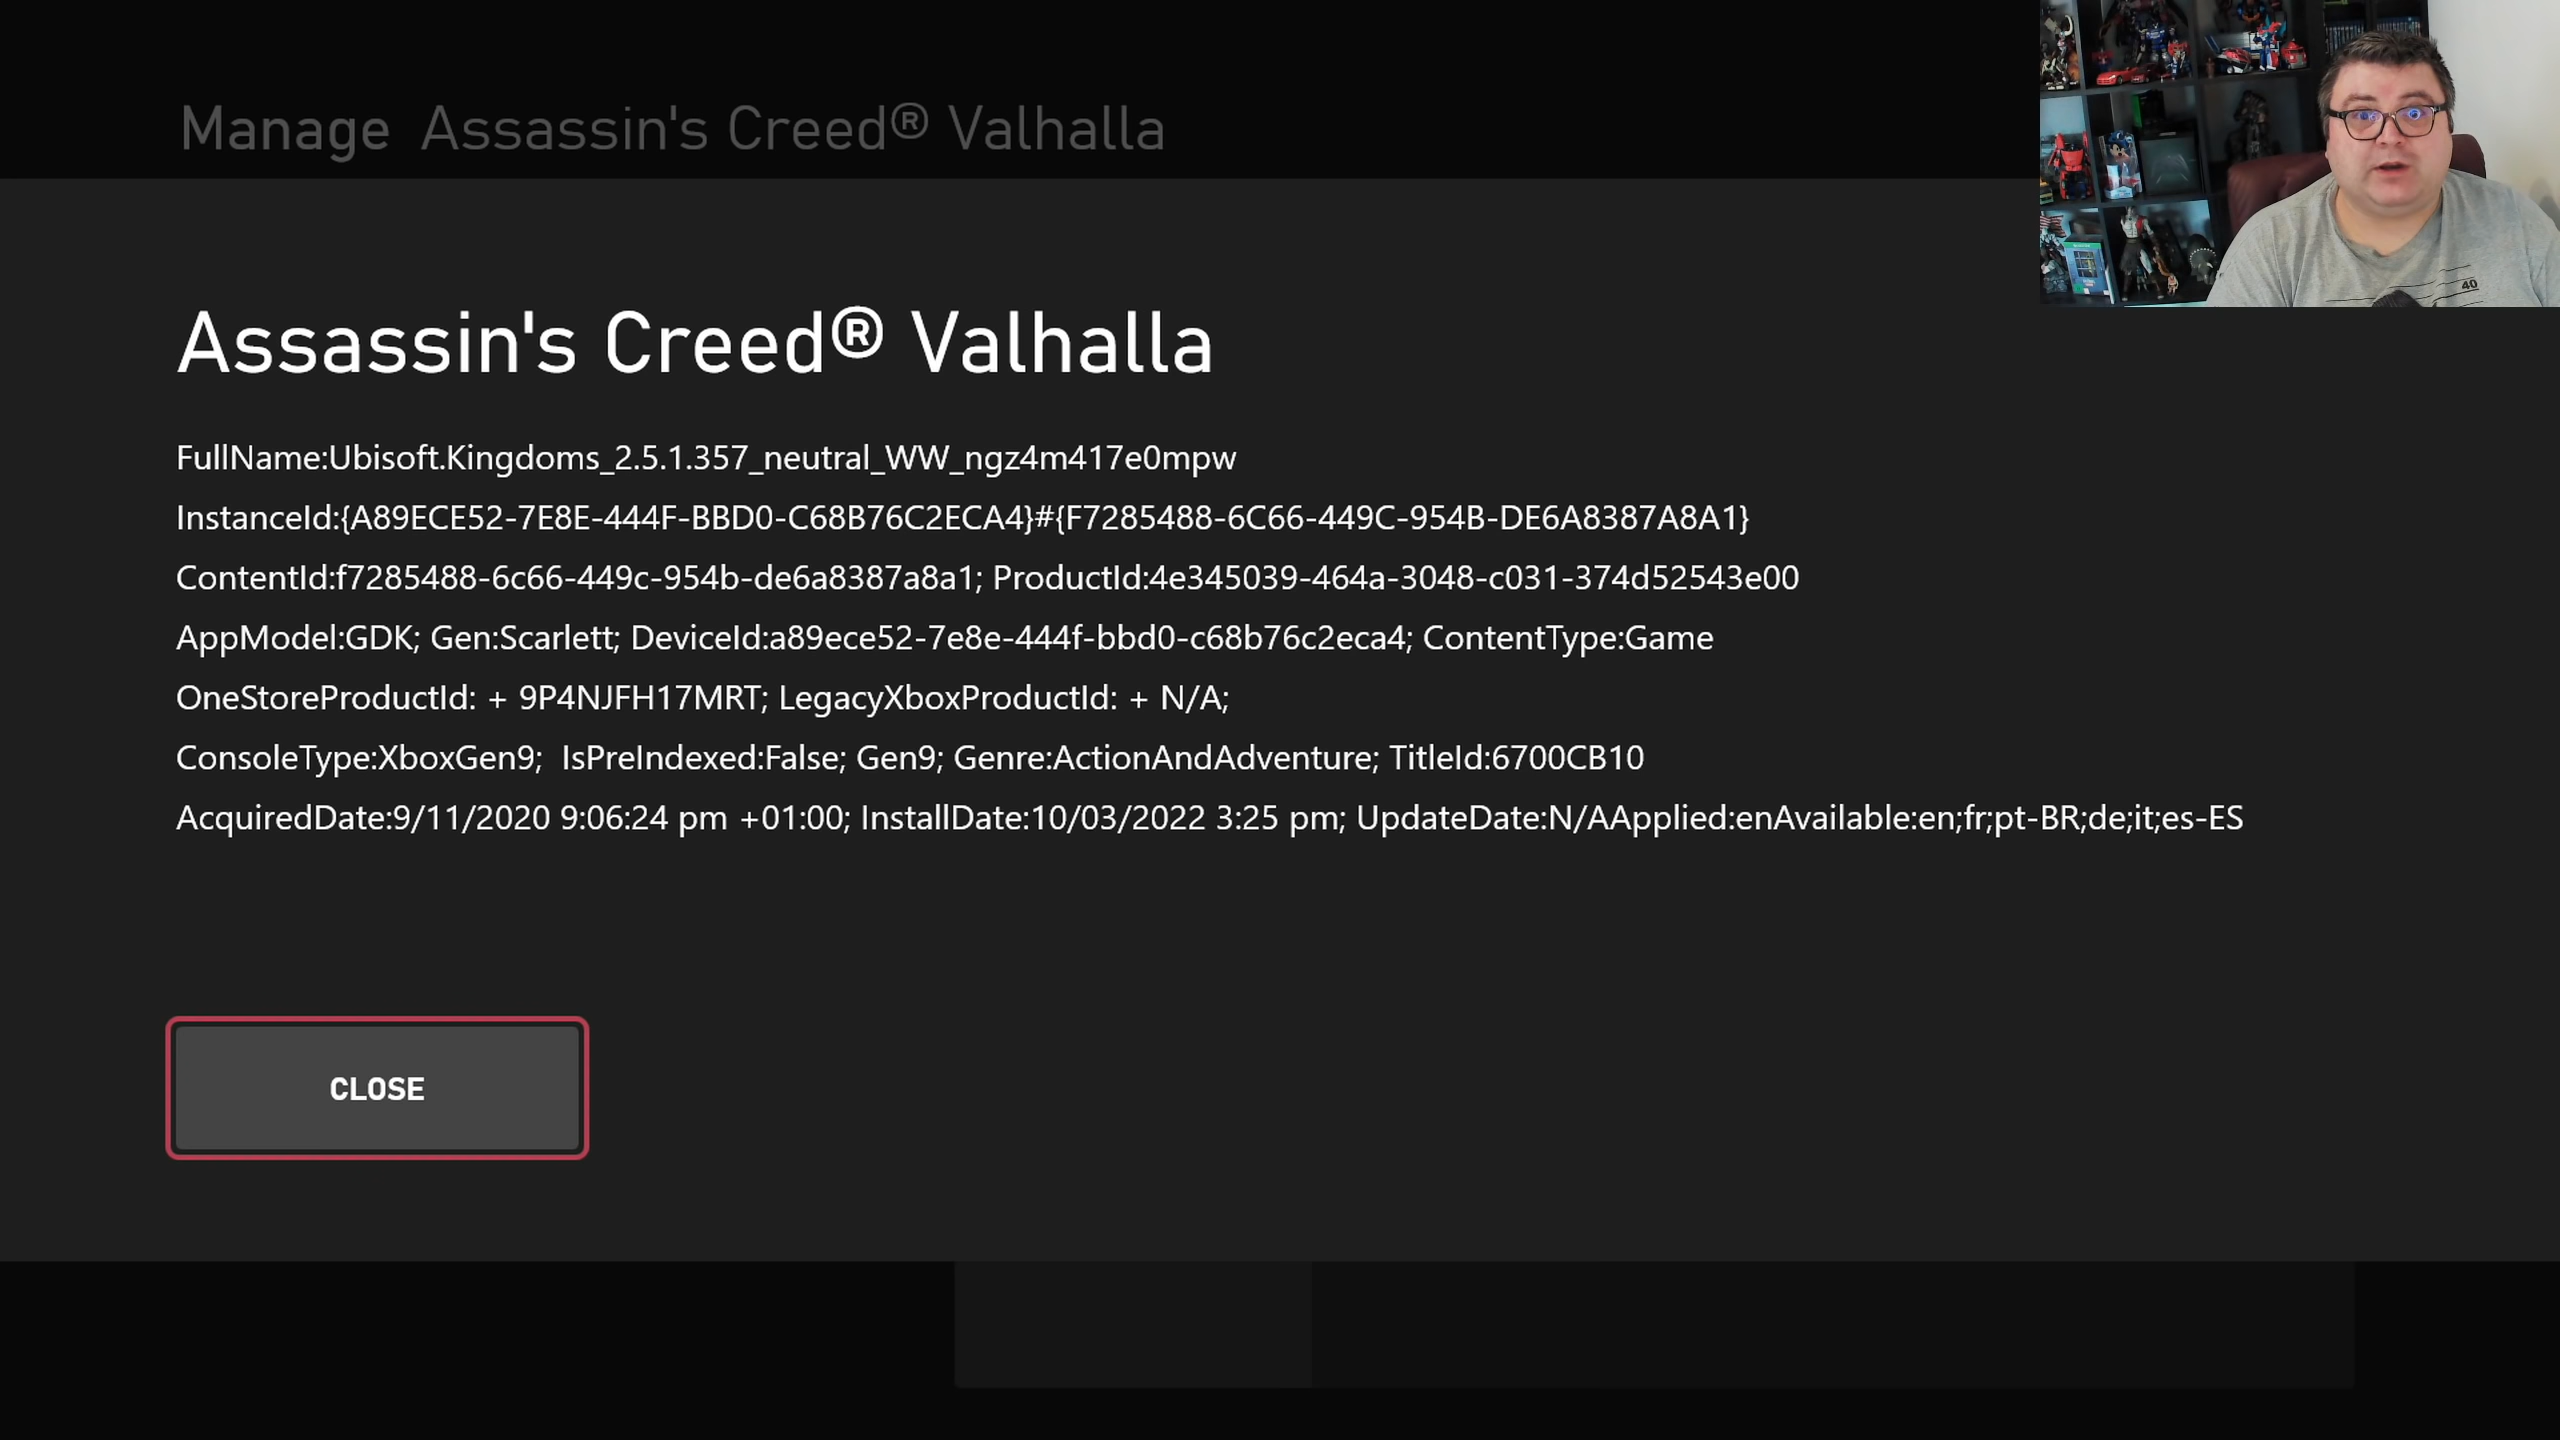 Manage Assassin's Creed® Valhalla
Assassin's Creed® Valhalla
FullName:Ubisoft.Kingdoms_2.5.1.357_neutral_WW_ngz4m417e0mpw
InstanceId:{A89ECE52-7E8E-444F-BBD0-C68B76C2ECA4}#{F7285488-6C66-449C-954B-DE6A8387A8A1}
ContentId:f7285488-6c66-449c-954b-de6a8387a8a1; ProductId:4e345039-464a-3048-c031-374d52543e00
AppModel:GDK; Gen:Scarlett; DeviceId:a89ece52-7e8e-444f-bbd0-c68b76c2eca4; ContentType:Game
OneStoreProductId: + 9P4NJFH17MRT; LegacyXboxProductId: + N/A;
ConsoleType:XboxGen9;  IsPreIndexed:False; Gen9; Genre:ActionAndAdventure; TitleId:6700CB10
AcquiredDate:9/11/2020 9:06:24 pm +01:00; InstallDate:10/03/2022 3:25 pm; UpdateDate:N/AApplied:enAvailable:en;fr;pt-BR;de;it;es-ES
CLOSE
40